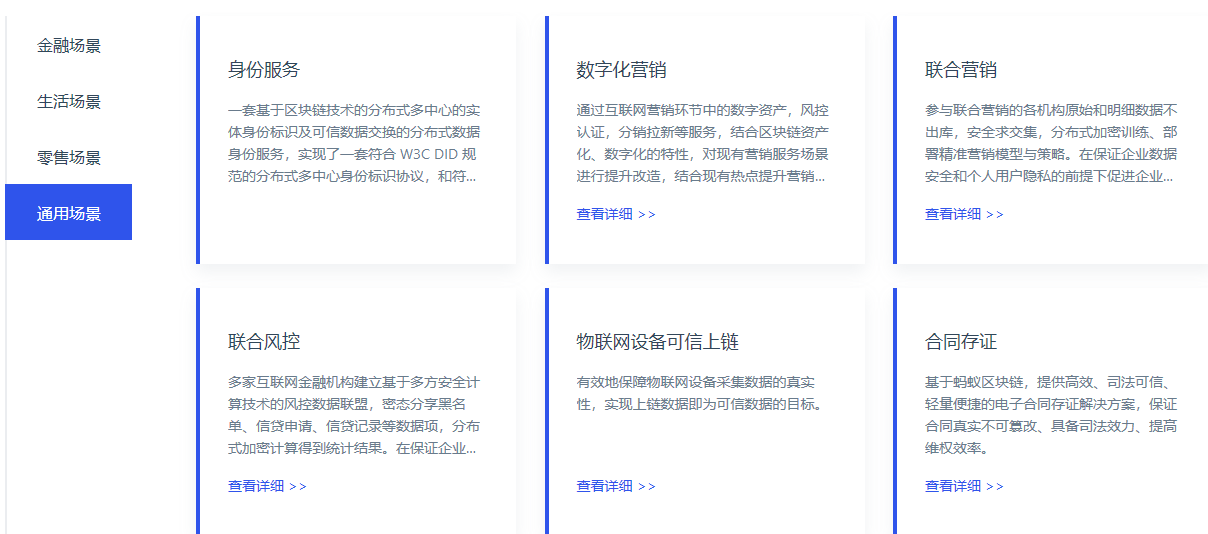 金融场景
生活场景
零售场景
通用场景
身份服务
一套基于区块链技术的分布式多中心的实
体身份标识及可信数据交换的分布式数据
身份服务，实现了一套符合 W3C DID 规
范的分布式多中心身份标识协议，和符...
数字化营销
通过互联网营销环节中的数字资产，风控
认证，分销拉新等服务，结合区块链资产
化、数字化的特性，对现有营销服务场景
进行提升改造，结合现有热点提升营销...
查看详细 >>
联合营销
参与联合营销的各机构原始和明细数据不
出库，安全求交集，分布式加密训练、部
署精准营销模型与策略。在保证企业数据
安全和个人用户隐私的前提下促进企业...
查看详细 >>
联合风控
多家互联网金融机构建立基于多方安全计
算技术的风控数据联盟，密态分享黑名
单、信贷申请、信贷记录等数据项，分布
式加密计算得到统计结果。在保证企业...
查看详细 >>
物联网设备可信上链
有效地保障物联网设备采集数据的真实
性，实现上链数据即为可信数据的目标。
查看详细 >>
合同存证
基于蚂蚁区块链，提供高效、司法可信、
轻量便捷的电子合同存证解决方案，保证
合同真实不可篡改、具备司法效力、提高
维权效率。
查看详细 >>